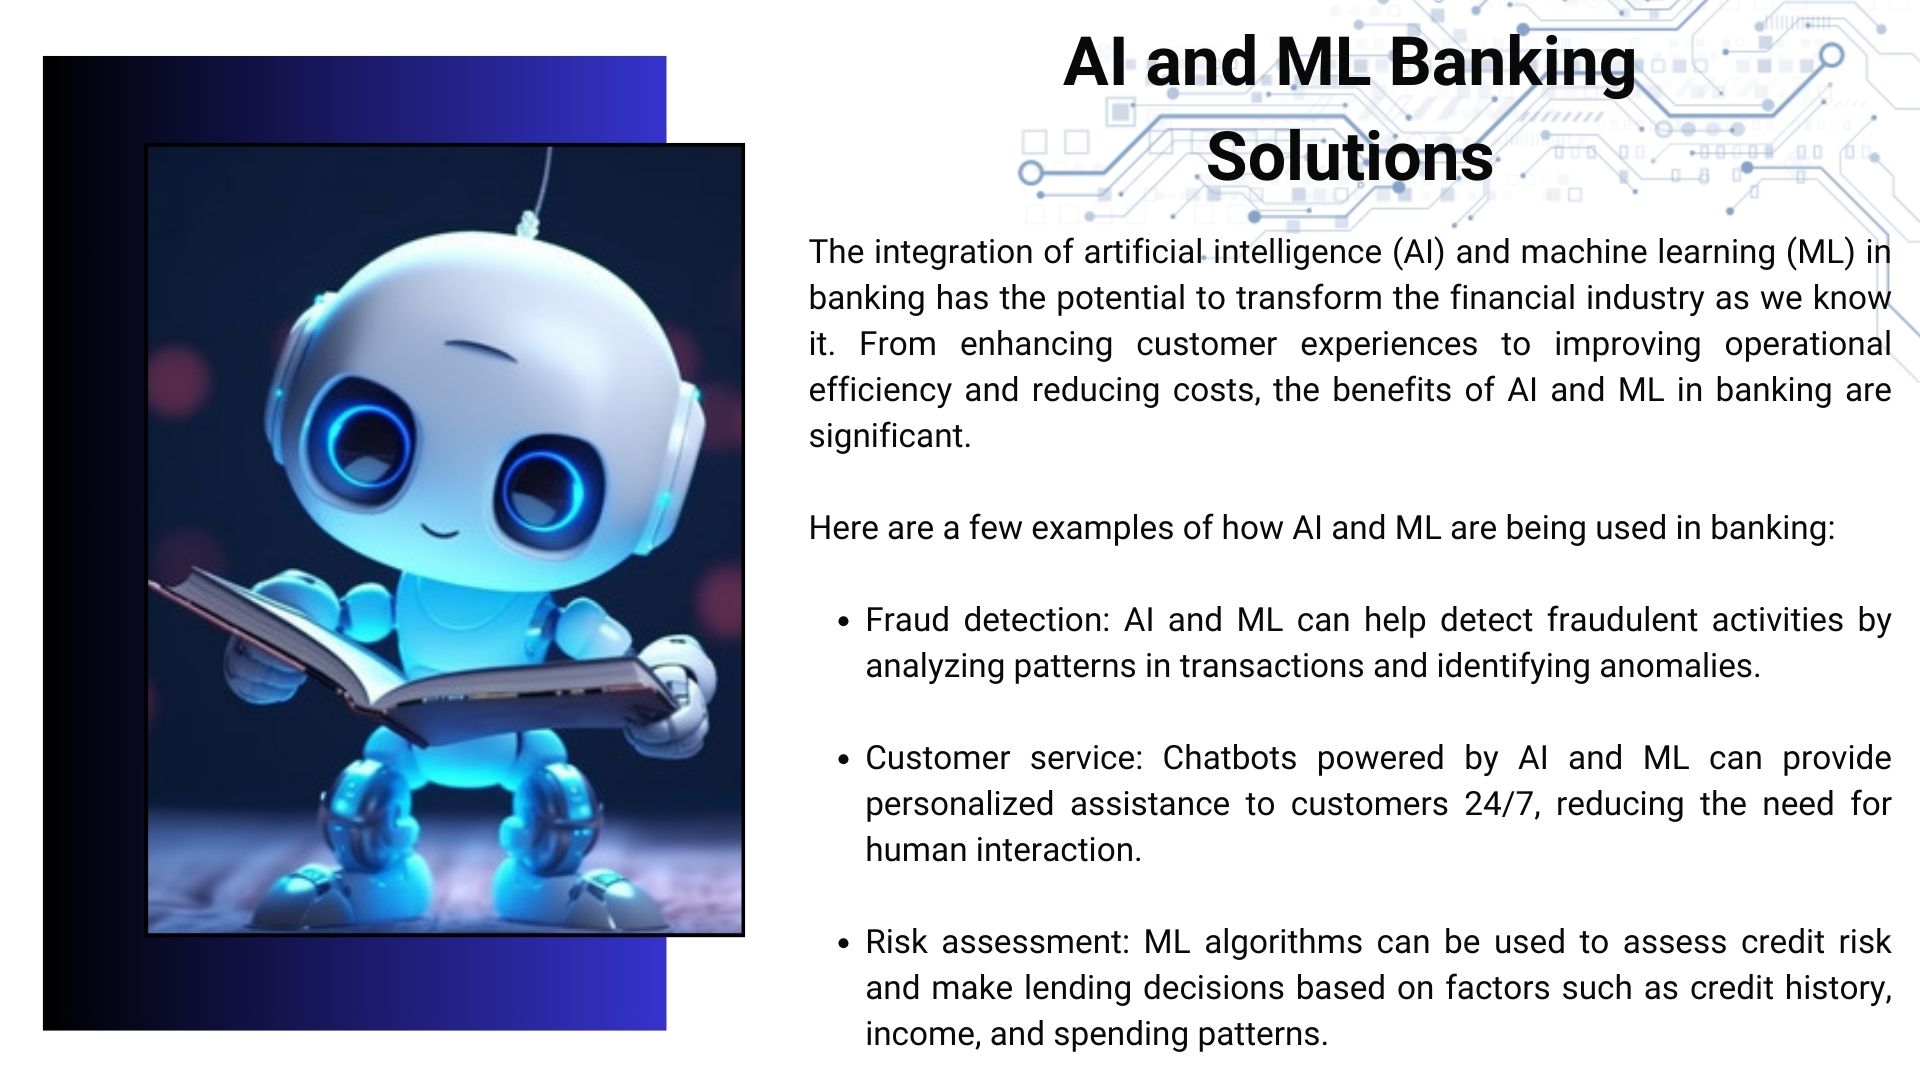 AI and ML Banking
Solutions
The integration of artificial intelligence (AI) and machine learning (ML) in
banking has the potential to transform the financial industry as we know
it. From enhancing customer experiences to improving operational
efficiency and reducing costs, the benefits of AI and ML in banking are
significant.
Here are a few examples of how AI and ML are being used in banking:
• Fraud detection: AI and ML can help detect fraudulent activities by
analyzing patterns in transactions and identifying anomalies.
• Customer service: Chatbots powered by AI and ML can provide
personalized assistance to customers 24/7, reducing the need for
human interaction.
• Risk assessment: ML algorithms can be used to assess credit risk
and make lending decisions based on factors such as credit history,
income, and spending patterns.